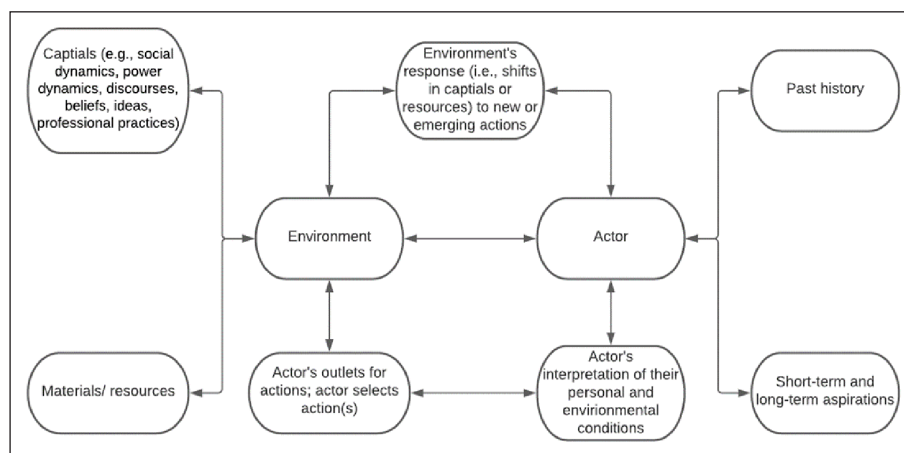 Captials (e.g., social
dynamics, power
dynamics, discourses,
beliefs, ideas,
professional practices)
Environment's
response (i.e., shifts
in captials or
resources) to new or
emerging actions
Past history
Environment
Actor
Materials/ resources
Actor's outlets for
actions; actor selects
action(s)
Actor's
interpretation of their
personal and
envirionmental
conditions
Short-term and
long-term aspirations